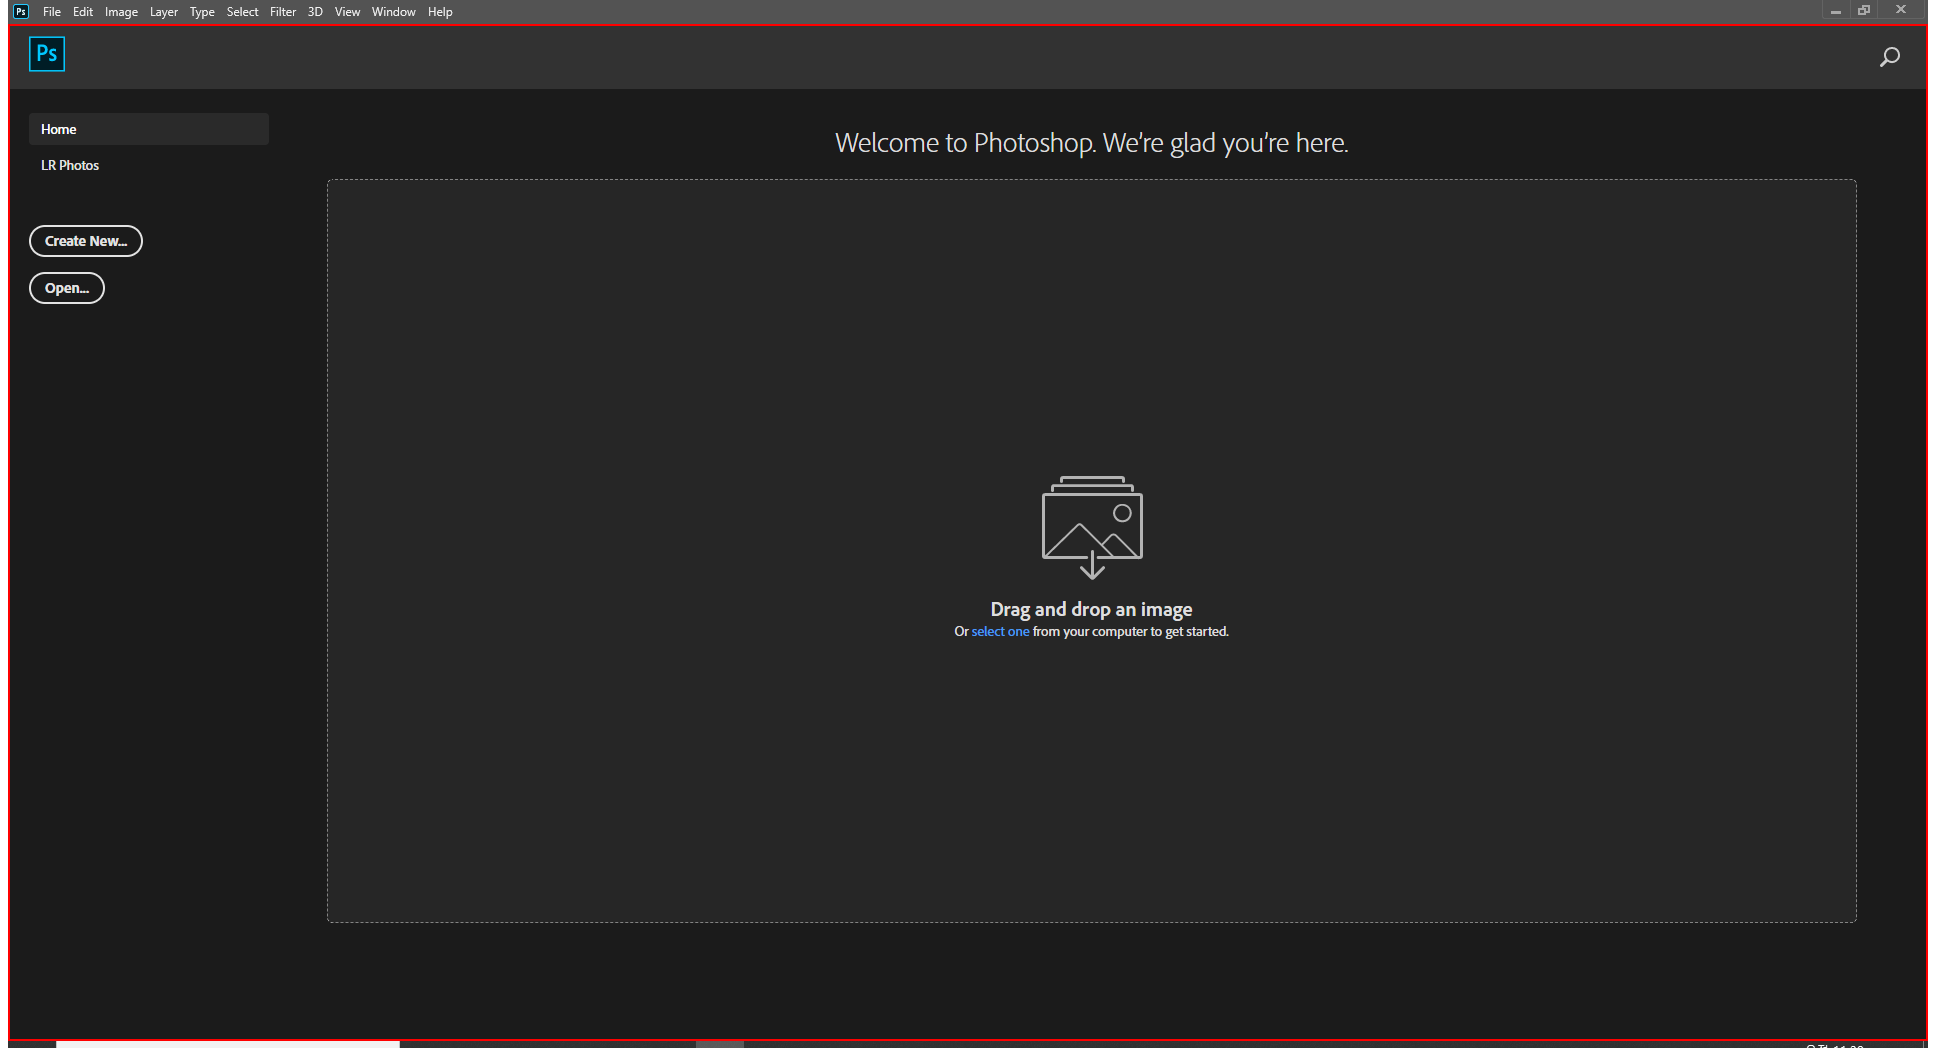 Ps File Edit Image Layer Type Select Filter 3D View Window Help
Ps
Home
LR Photos
Create New...
Open...
Welcome to Photoshop. We're glad you're here.
Drag and drop an image
Or select one from your computer to get started.